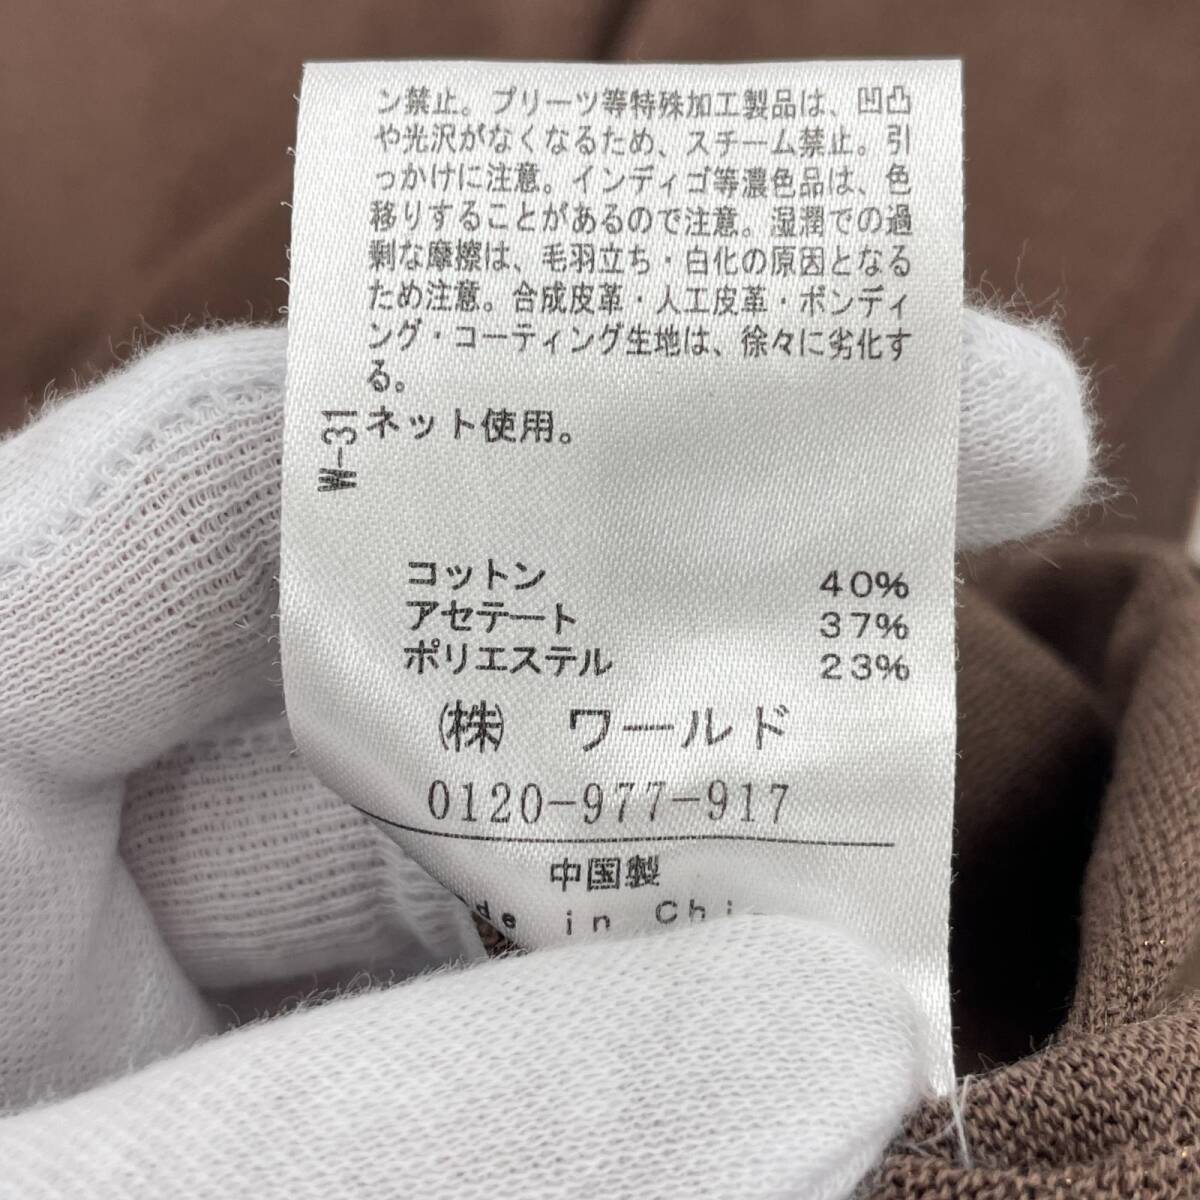 ン禁止。プリーツ等特殊加工製品は、凹凸
や光沢がなくなるため、スチーム禁止。引
っかけに注意。インディゴ等濃色品は、色
移りすることがあるので注意。湿潤での過
剰な摩擦は、毛羽立ち・白化の原因となる
ため注意。合成皮革・人工皮革・ボンディ
ング・コーティング生地は、徐々に劣化す
る。
W-31
ネット使用。
コットン 40%
アセテート 37%
ポリエステル 23%
(株) ワールド
0120-977-917
中国製
de in Chi